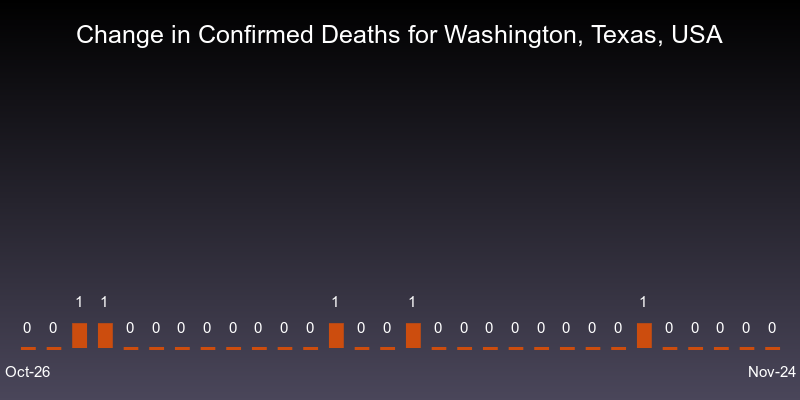 Change in Confirmed Deaths for Washington, Texas, USA
1 1 1 1 1
0 0 0 0 0 0 0 0 0 0 0 0 0 0 0 0 0 0 0 0 0 0 0 0 0
Oct-26 Nov-24